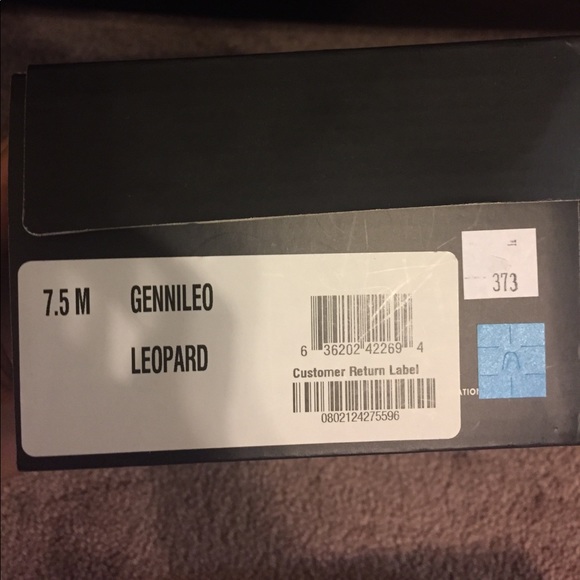 7.5 M GENNILEO
LEOPARD
6 36202 42269 4
Customer Return Label
0802124275596
373